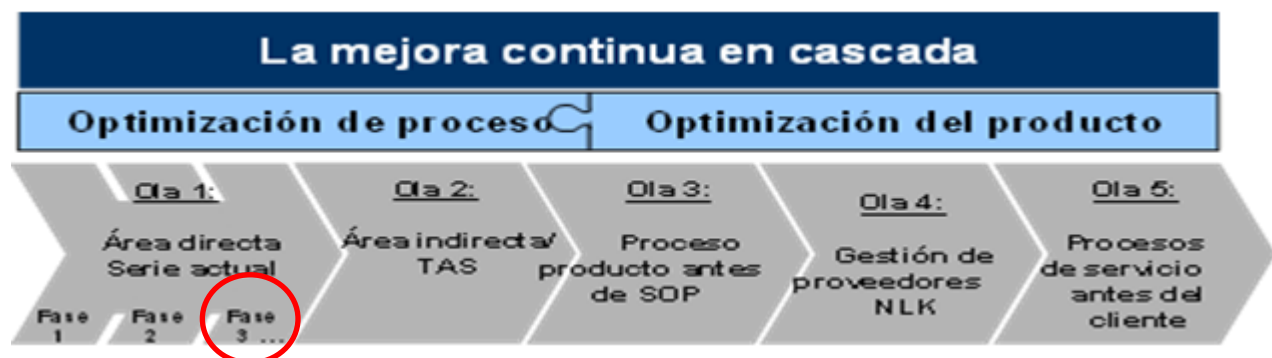 La mejora continua en cascada
Optimización de proceso
Optimización del producto
Ola 1:
Área directa
Serie actual
Fase
1
Fase
2
Fase
3 ...
Ola 2:
Área indirecta/
TAS
Ola 3:
Proceso
producto antes
de SOP
Ola 4:
Gestión de
proveedores
NLK
Ola 5:
Procesos
de servicio
antes del
cliente